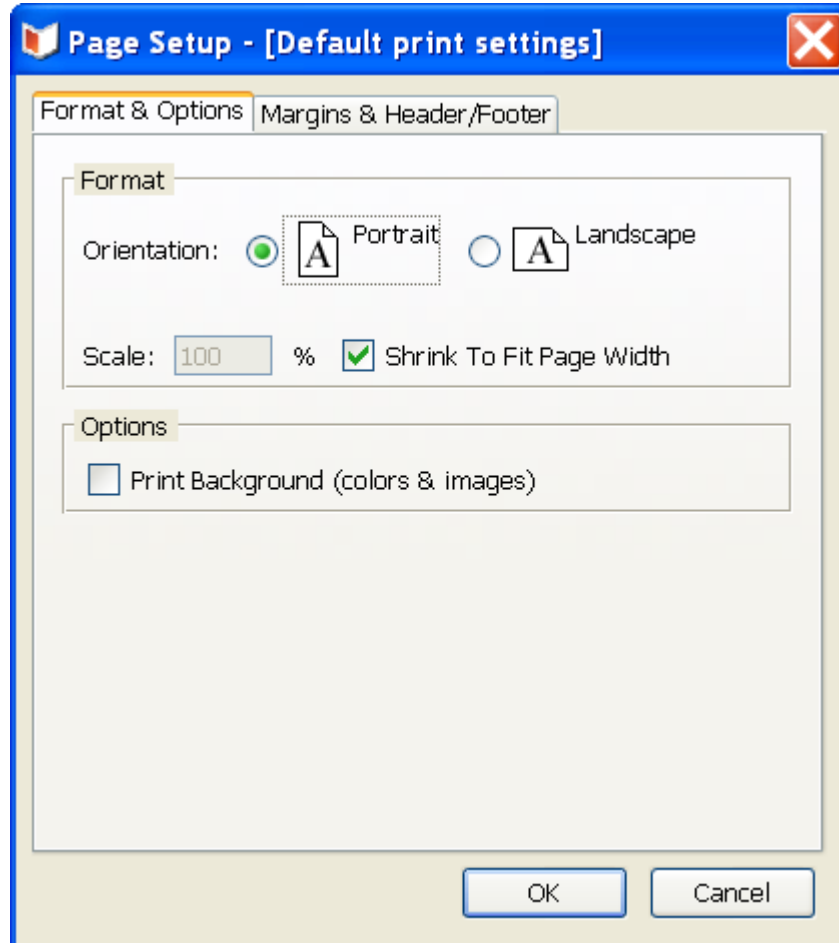 Page Setup - [Default print settings]
Format & Options Margins & Header/Footer
Format
Orientation: A Portrait A Landscape
Scale: 100 % Shrink To Fit Page Width
Options
Print Background (colors & images)
OK Cancel